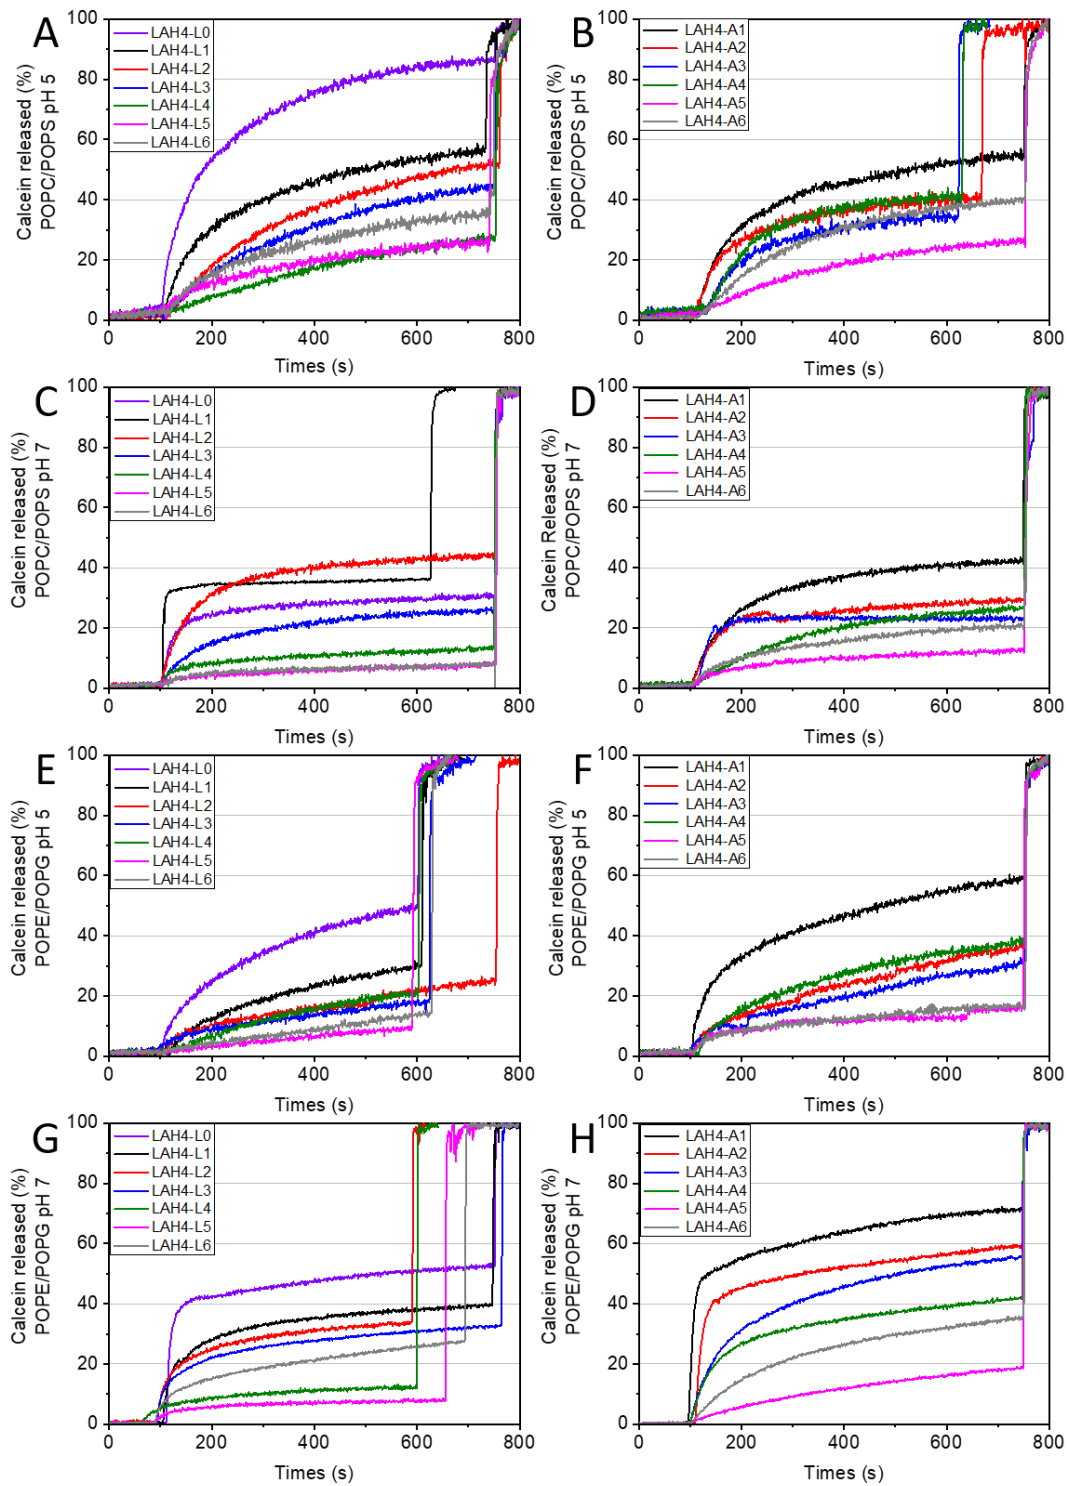 A
Calcein released (%)
POPC/POPS pH 5
100
80
60
40
20
0
LAH4-L0
LAH4-L1
LAH4-L2
LAH4-L3
LAH4-L4
LAH4-L5
LAH4-L6
0 200 400 600 800
Times (s)
B
Calcein released (%)
POPC/POPS pH 5
100
80
60
40
20
0
LAH4-A1
LAH4-A2
LAH4-A3
LAH4-A4
LAH4-A5
LAH4-A6
0 200 400 600 800
Times (s)
C
Calcein released (%)
POPC/POPS pH 7
100
80
60
40
20
0
LAH4-L0
LAH4-L1
LAH4-L2
LAH4-L3
LAH4-L4
LAH4-L5
LAH4-L6
0 200 400 600 800
Times (s)
D
Calcein Released (%)
POPC/POPS pH 7
100
80
60
40
20
0
LAH4-A1
LAH4-A2
LAH4-A3
LAH4-A4
LAH4-A5
LAH4-A6
0 200 400 600 800
Times (s)
E
Calcein released (%)
POPE/POPG pH 5
100
80
60
40
20
0
LAH4-L0
LAH4-L1
LAH4-L2
LAH4-L3
LAH4-L4
LAH4-L5
LAH4-L6
0 200 400 600 800
Times (s)
F
Calcein released (%)
POPE/POPG pH 5
100
80
60
40
20
0
LAH4-A1
LAH4-A2
LAH4-A3
LAH4-A4
LAH4-A5
LAH4-A6
0 200 400 600 800
Times (s)
G
Calcein released (%)
POPE/POPG pH 7
100
80
60
40
20
0
LAH4-L0
LAH4-L1
LAH4-L2
LAH4-L3
LAH4-L4
LAH4-L5
LAH4-L6
0 200 400 600 800
Times (s)
H
Calcein released (%)
POPE/POPG pH 7
100
80
60
40
20
0
LAH4-A1
LAH4-A2
LAH4-A3
LAH4-A4
LAH4-A5
LAH4-A6
0 200 400 600 800
Times (s)